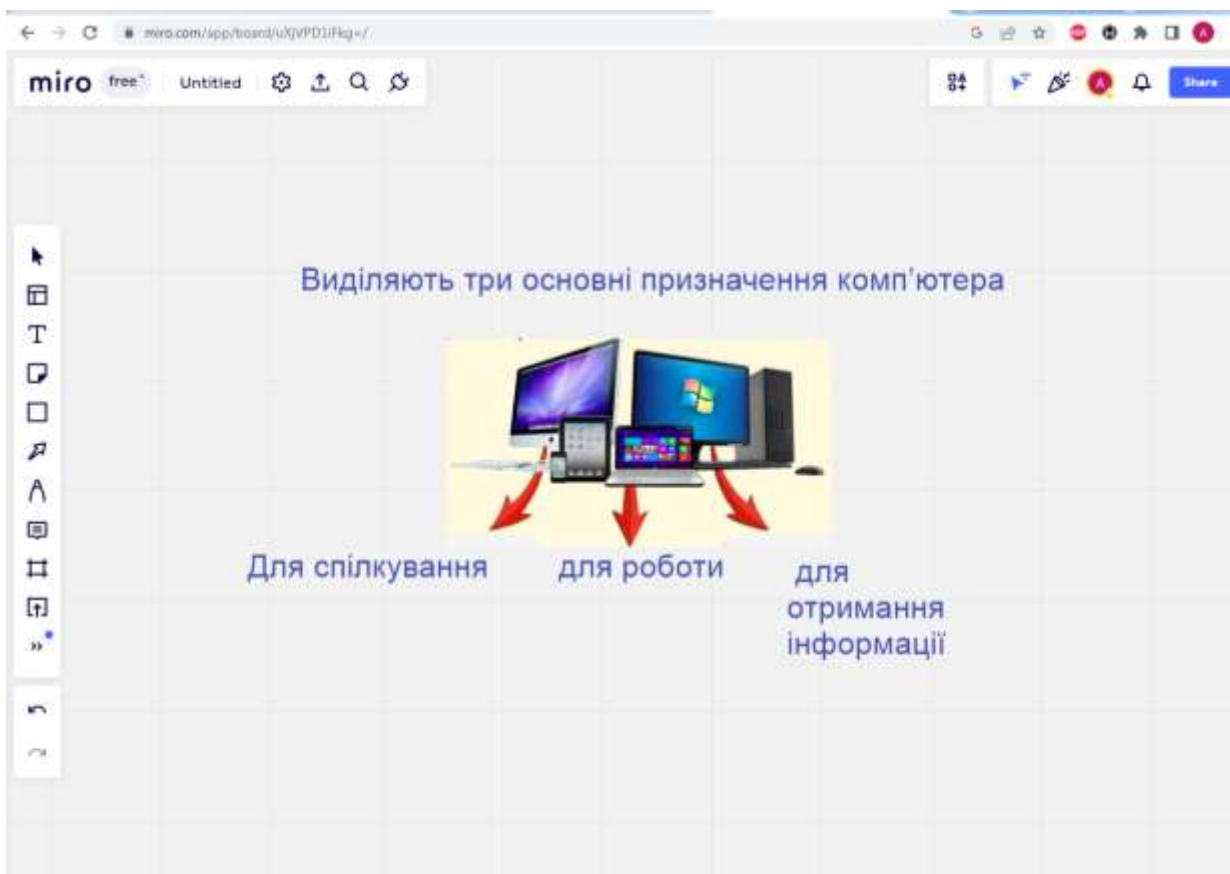 miro.com/app/board/uXjVPD1iFkg=/
miro free Untitled
Share
Виділяють три основні призначення комп'ютера
Для спілкування
для роботи
для
отримання
інформації